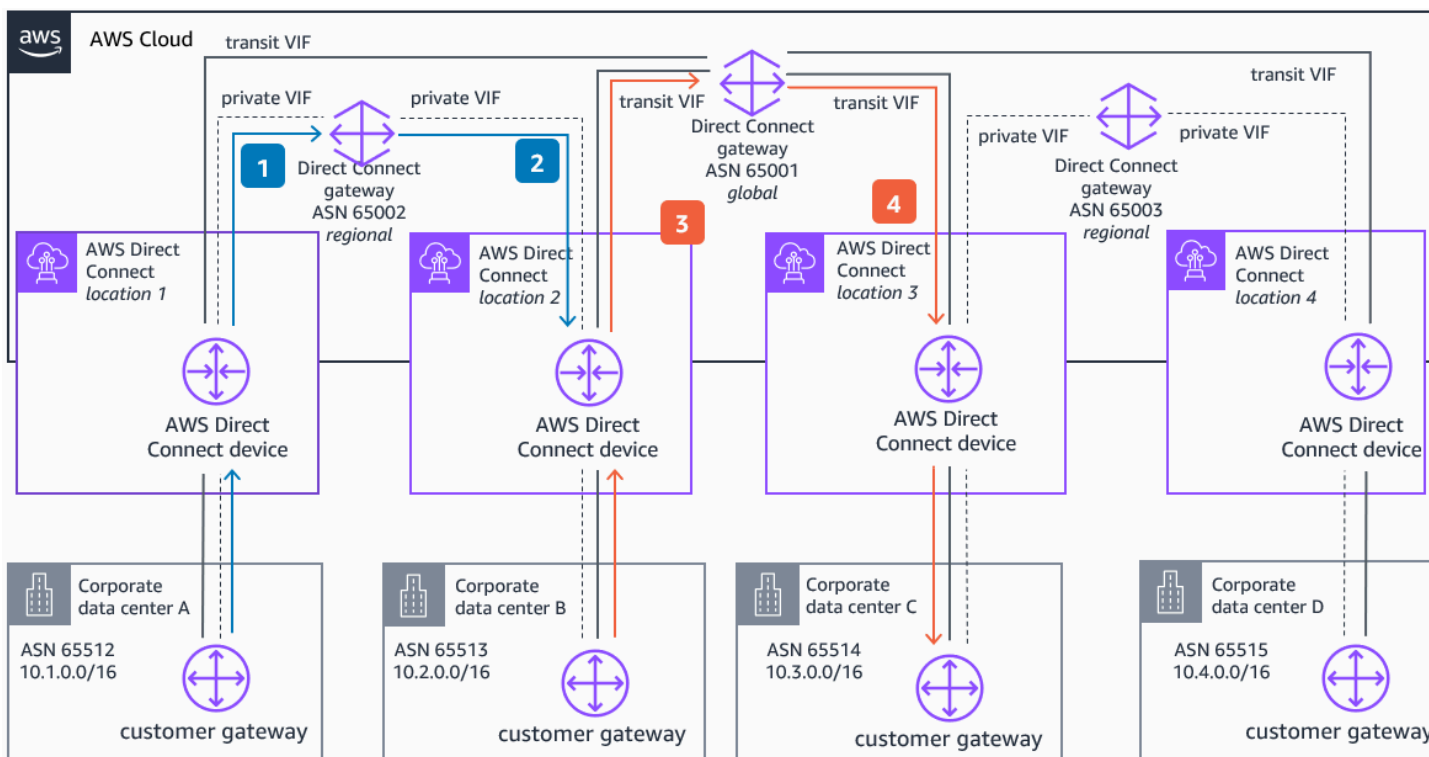 aws
AWS Cloud
transit VIF
private VIF
private VIF
transit VIF
transit VIF
transit VIF
private VIF
private VIF
1
2
3
4
Direct Connect
gateway
ASN 65002
regional
Direct Connect
gateway
ASN 65001
global
Direct Connect
gateway
ASN 65003
regional
AWS Direct
Connect
location 1
AWS Direct
Connect
location 2
AWS Direct
Connect
location 3
AWS Direct
Connect
location 4
AWS Direct
Connect device
AWS Direct
Connect device
AWS Direct
Connect device
AWS Direct
Connect device
Corporate
data center A
ASN 65512
10.1.0.0/16
customer gateway
Corporate
data center B
ASN 65513
10.2.0.0/16
customer gateway
Corporate
data center C
ASN 65514
10.3.0.0/16
customer gateway
Corporate
data center D
ASN 65515
10.4.0.0/16
customer gateway